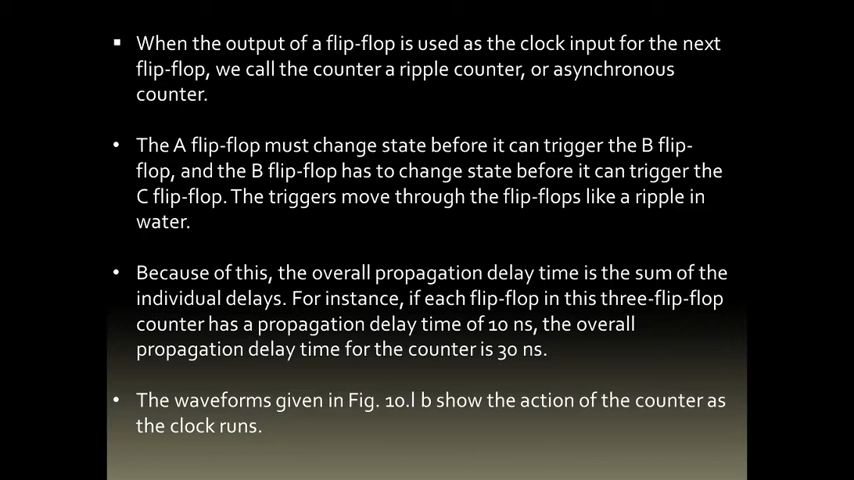 ▪ When the output of a flip-flop is used as the clock input for the next
flip-flop, we call the counter a ripple counter, or asynchronous
counter.
• The A flip-flop must change state before it can trigger the B flip-
flop, and the B flip-flop has to change state before it can trigger the
C flip-flop. The triggers move through the flip-flops like a ripple in
water.
• Because of this, the overall propagation delay time is the sum of the
individual delays. For instance, if each flip-flop in this three-flip-flop
counter has a propagation delay time of 10 ns, the overall
propagation delay time for the counter is 30 ns.
• The waveforms given in Fig. 10.l b show the action of the counter as
the clock runs.